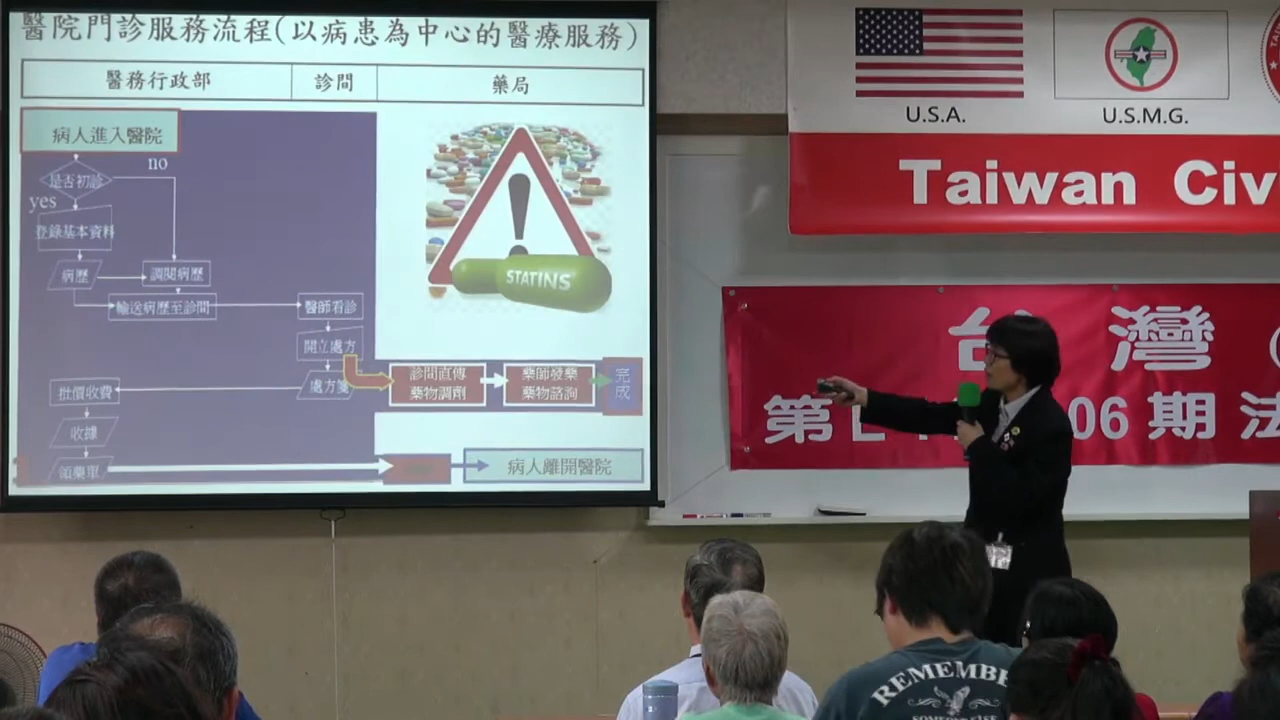 醫院門診服務流程(以病患為中心的醫療服務)
醫務行政部
診間
藥局
病人進入醫院
no
是否初診
yes
登錄基本資料
病歷
調閱病歷
輸送病歷至診間
醫師看診
開立處方
處方箋
批價收費
收據
領藥單
診間直傳
藥物調劑
藥師發藥
藥物諮詢
完成
病人離開醫院
STATINS
U.S.A.
U.S.M.G.
Taiwan Civ
台灣
第
06期法
REMEMBE